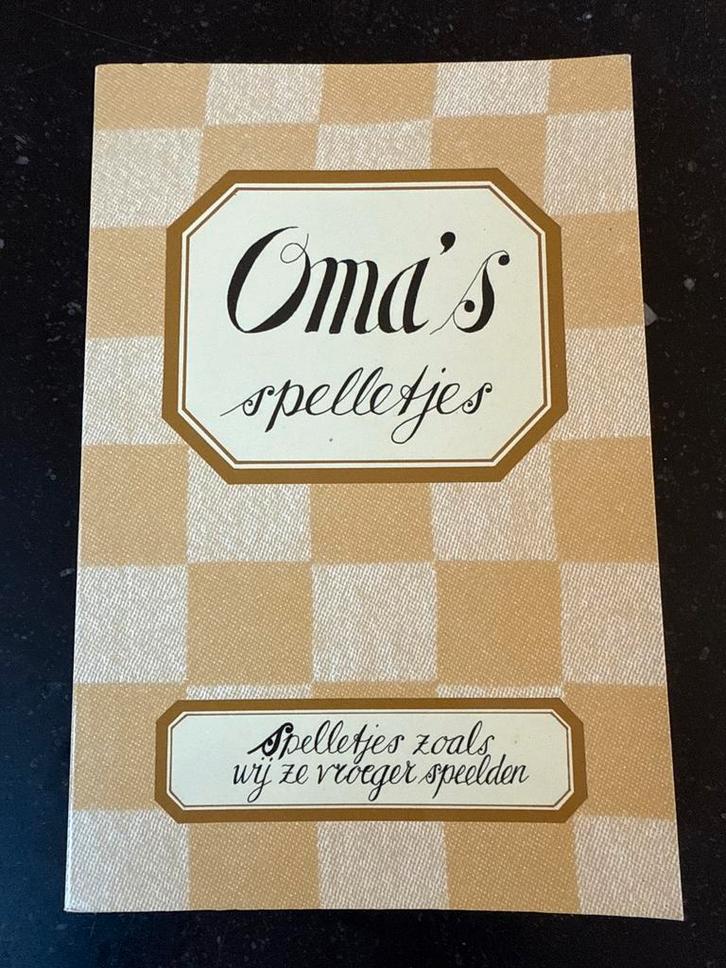 Oma's
spelletjes
Spelletjes zoals
wij ze vroeger speelden